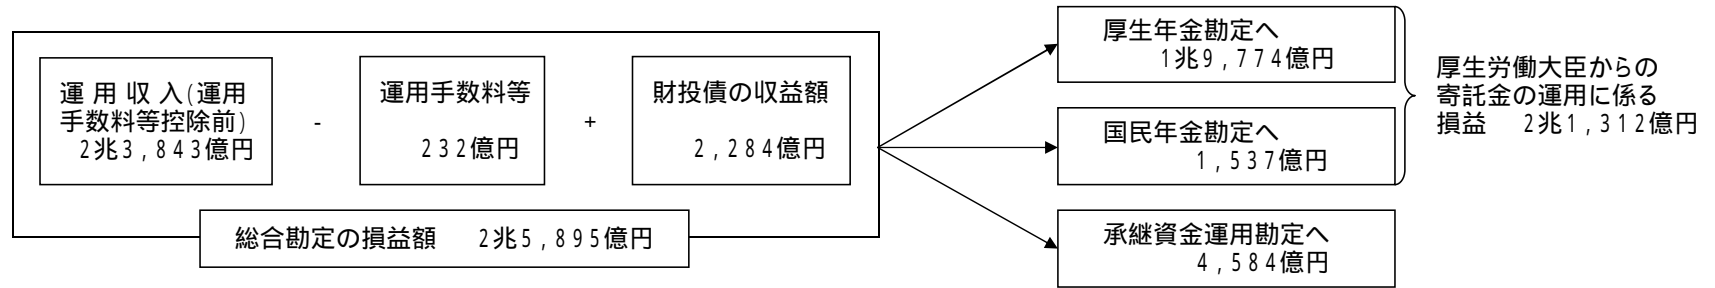 運用収入(運用
手数料等控除前)
2兆3,843億円
-
運用手数料等
232億円
+
財投債の収益額
2,284億円
総合勘定の損益額 2兆5,895億円
厚生年金勘定へ
1兆9,774億円
国民年金勘定へ
1,537億円
承継資金運用勘定へ
4,584億円
厚生労働大臣からの
寄託金の運用に係る
損益 2兆1,312億円